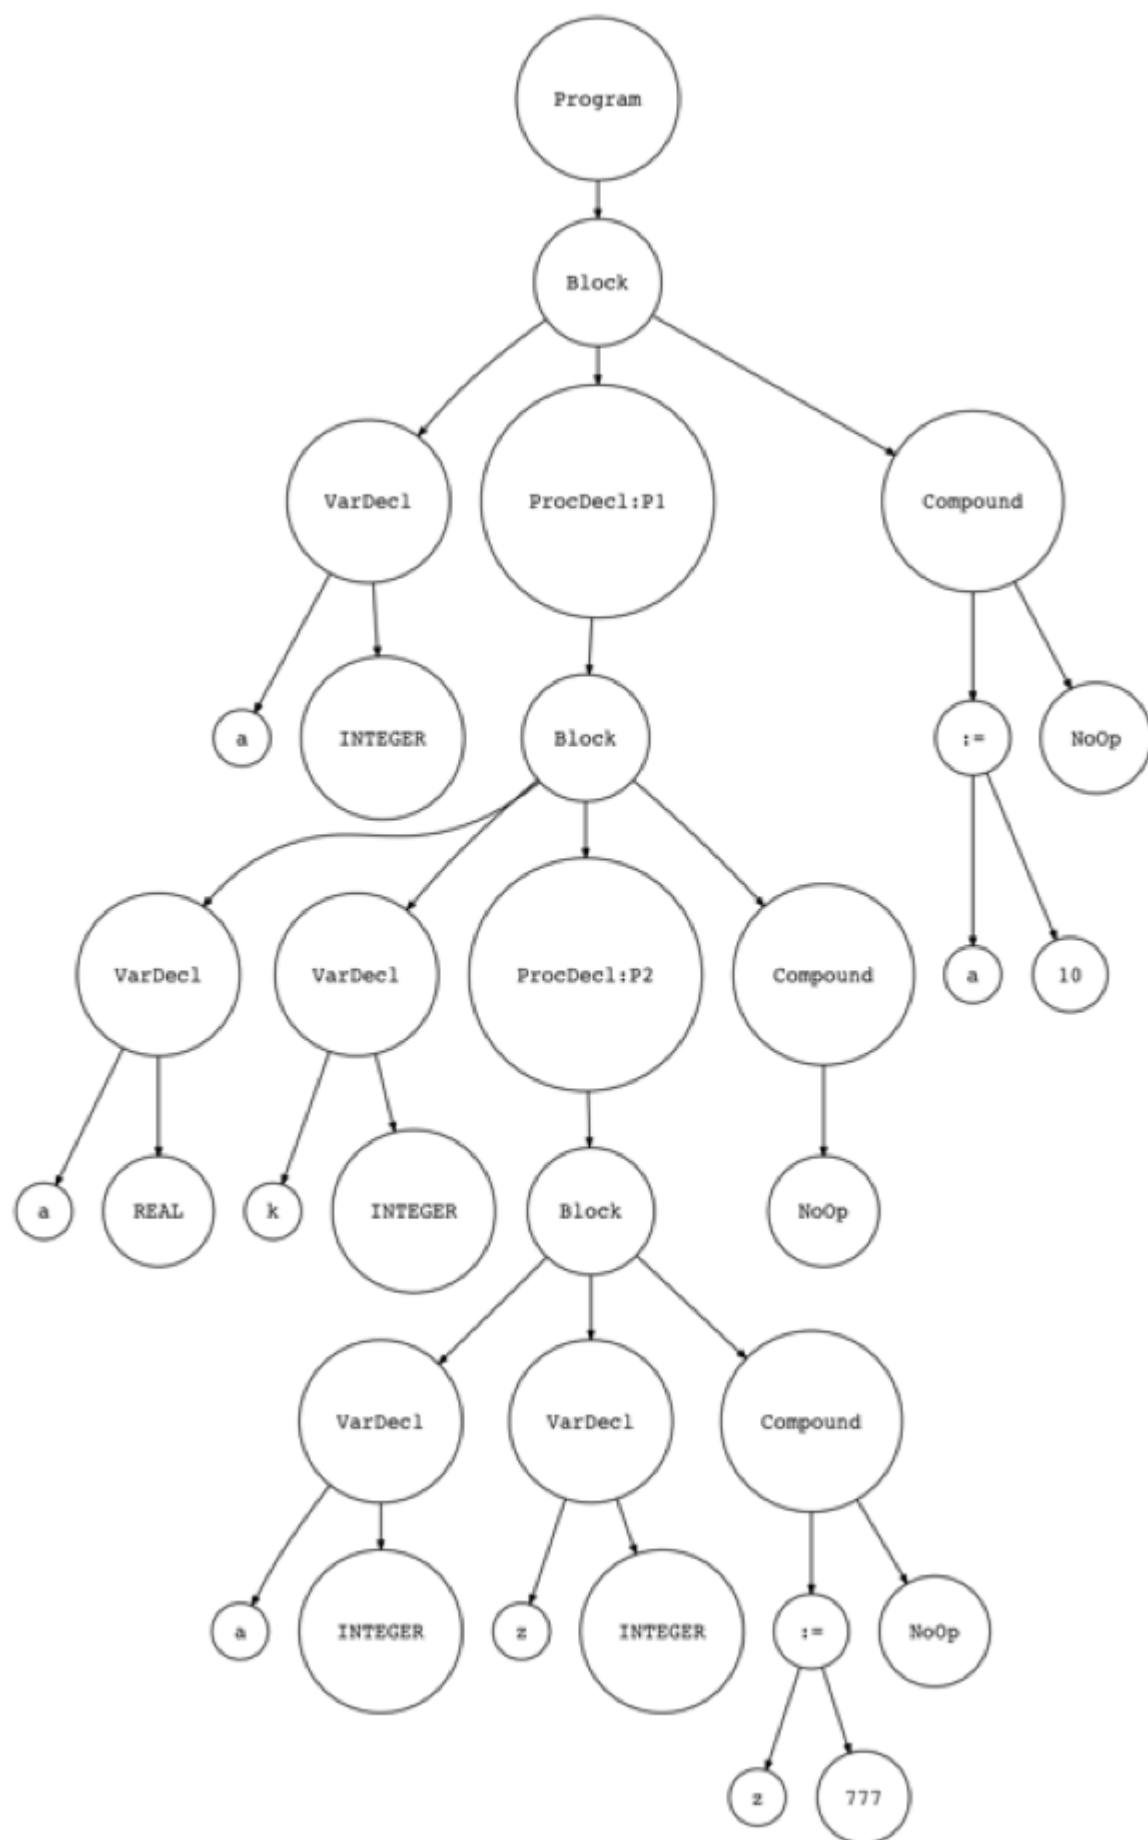 Program
Block
VarDecl
ProcDecl:P1
Compound
a
INTEGER
Block
:=
NoOp
VarDecl
VarDecl
ProcDecl:P2
Compound
a
10
a
REAL
k
INTEGER
Block
NoOp
VarDecl
VarDecl
Compound
a
INTEGER
z
INTEGER
:=
NoOp
z
777